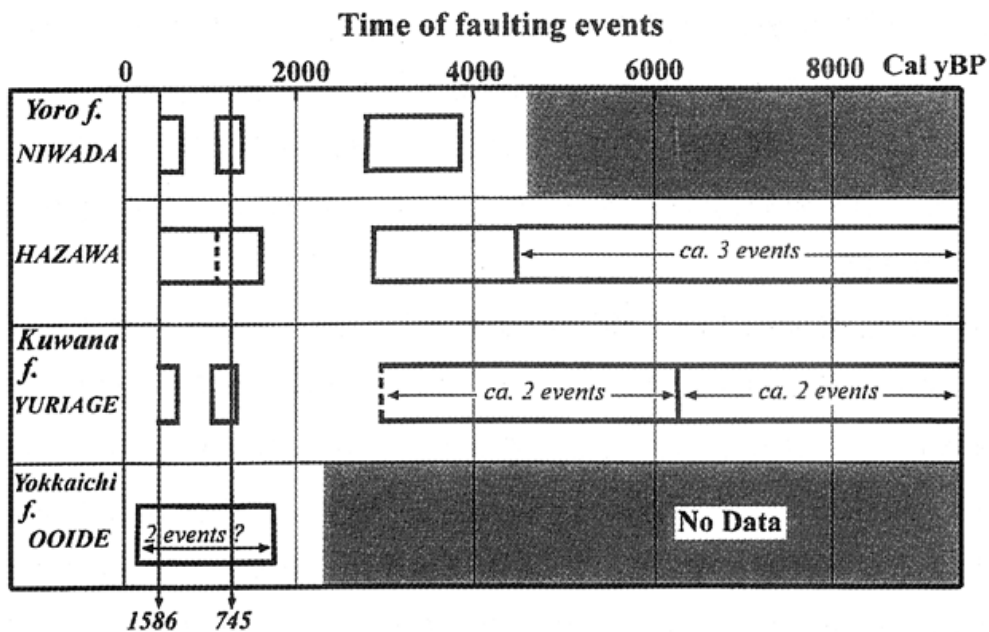 Time of faulting events
0 2000 4000 6000 8000 Cal yBP
Yoro f.
NIWADA
HAZAWA
ca. 3 events
Kuwana
f.
YURIAGE
ca. 2 events
ca. 2 events
Yokkaichi
f.
OOIDE
2 events ?
No Data
1586 745